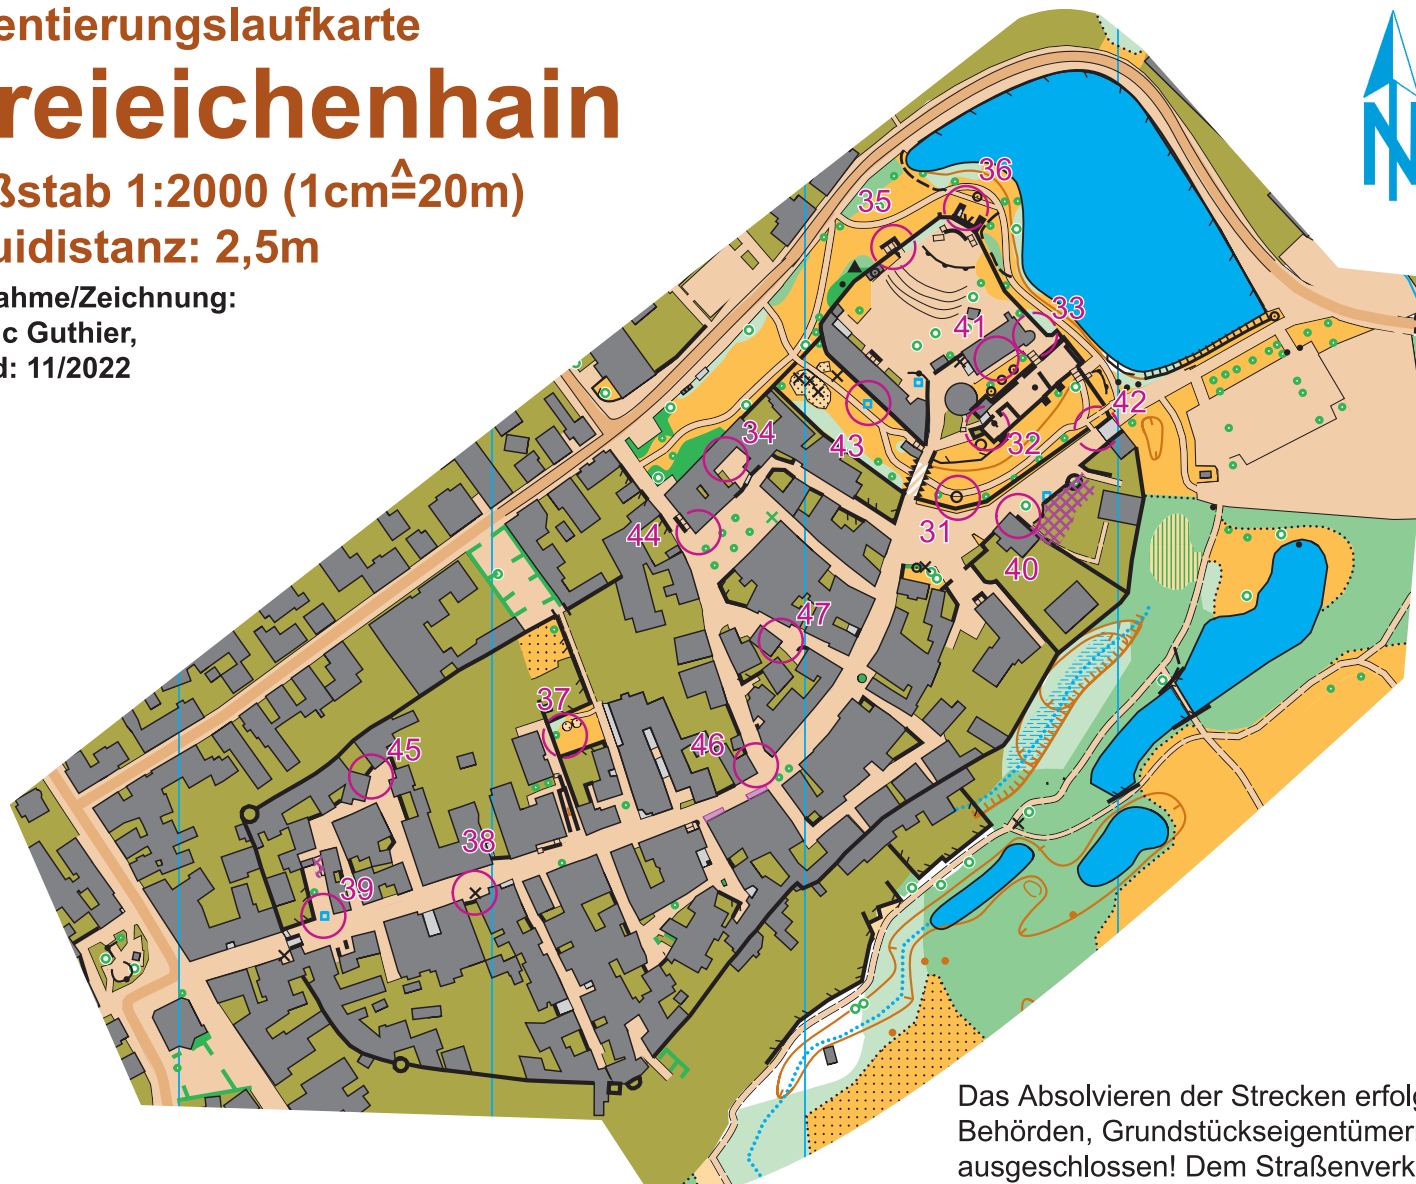 entierungslaufkarte
reieichenhain
ßstab 1:2000 (1cm≙20m)
uidistanz: 2,5m
ahme/Zeichnung:
c Guthier,
d: 11/2022
N
36
35
33
41
42
34
43
32
31
44
40
47
37
46
45
38
39
Das Absolvieren der Strecken erfolg
Behörden, Grundstückseigentümer
ausgeschlossen! Dem Straßenverk